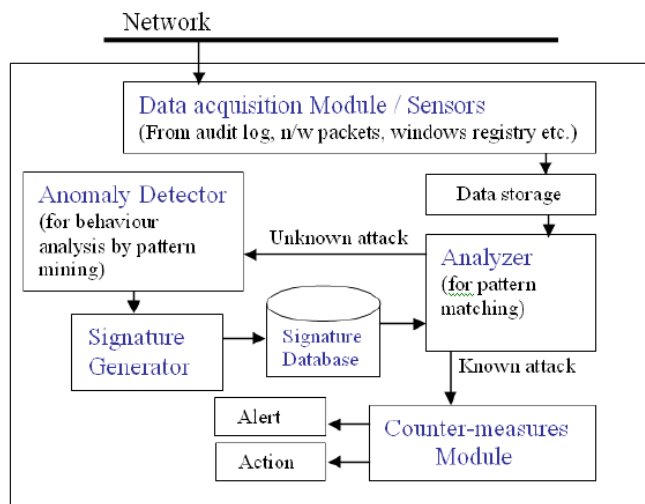 Network
Data acquisition Module / Sensors
(From audit log, n/w packets, windows registry etc.)
Data storage
Anomaly Detector
(for behaviour
analysis by pattern
mining)
Unknown attack
Analyzer
(for pattern
matching)
Signature
Generator
Signature
Database
Known attack
Counter-measures
Module
Alert
Action